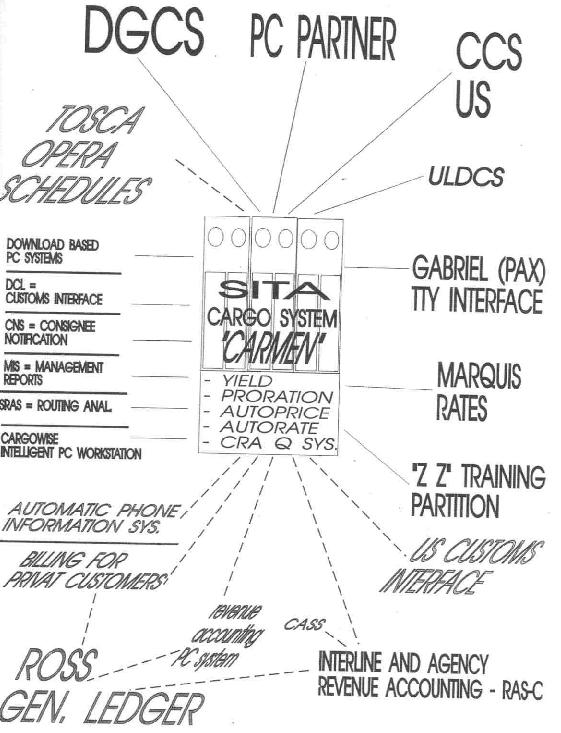 DGCS
PC PARTNER
CCS
US
TOSCA
OPERA
SCHEDULES
ULDCS
DOWNLOAD BASED
PC SYSTEMS
DCL =
CUSTOMS INTERFACE
CNS = CONSIGNEE
NOTIFICATION
MIS = MANAGEMENT
REPORTS
SRAS = ROUTING ANAL.
CARGOWISE
INTELLIGENT PC WORKSTATION
SITA
CARGO SYSTEM
"CARMEN"
- YIELD
- PRORATION
- AUTOPRICE
- AUTORATE
- CRA Q SYS.
GABRIEL (PAX)
TTY INTERFACE
MARQUIS
RATES
"Z Z" TRAINING
PARTITION
AUTOMATIC PHONE
INFORMATION SYS.
BILLING FOR
PRIVAT CUSTOMERS
US CUSTOMS
INTERFACE
revenue
accounting
PC system
CASS
ROSS
GEN. LEDGER
INTERLINE AND AGENCY
REVENUE ACCOUNTING - RAS-C